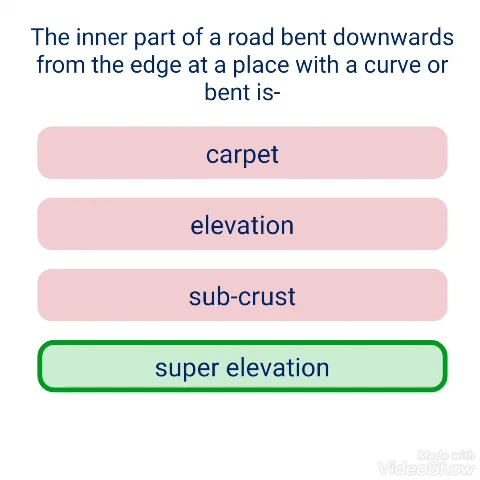 The inner part of a road bent downwards
from the edge at a place with a curve or
bent is-
carpet
elevation
sub-crust
super elevation
Made with
VideoShow